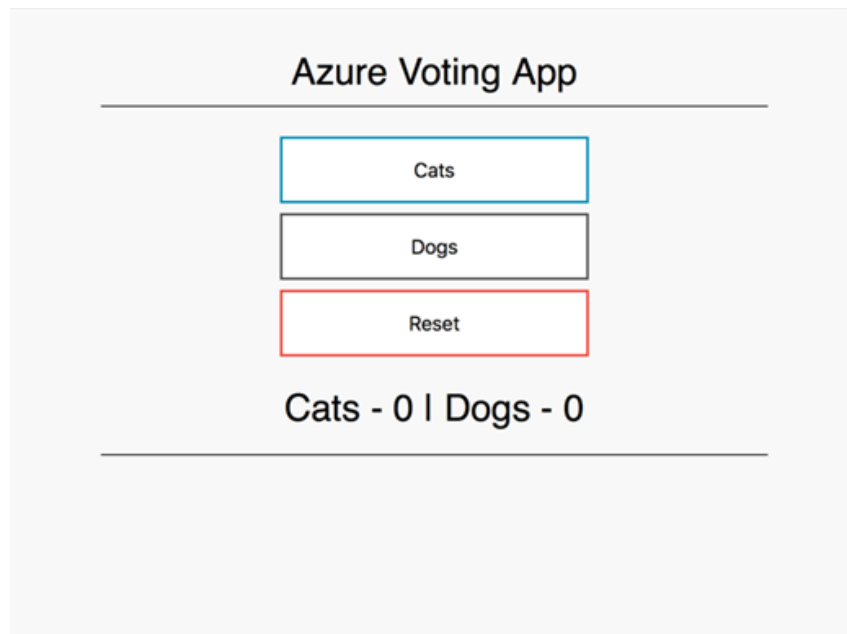 Azure Voting App
Cats
Dogs
Reset
Cats - 0 | Dogs - 0